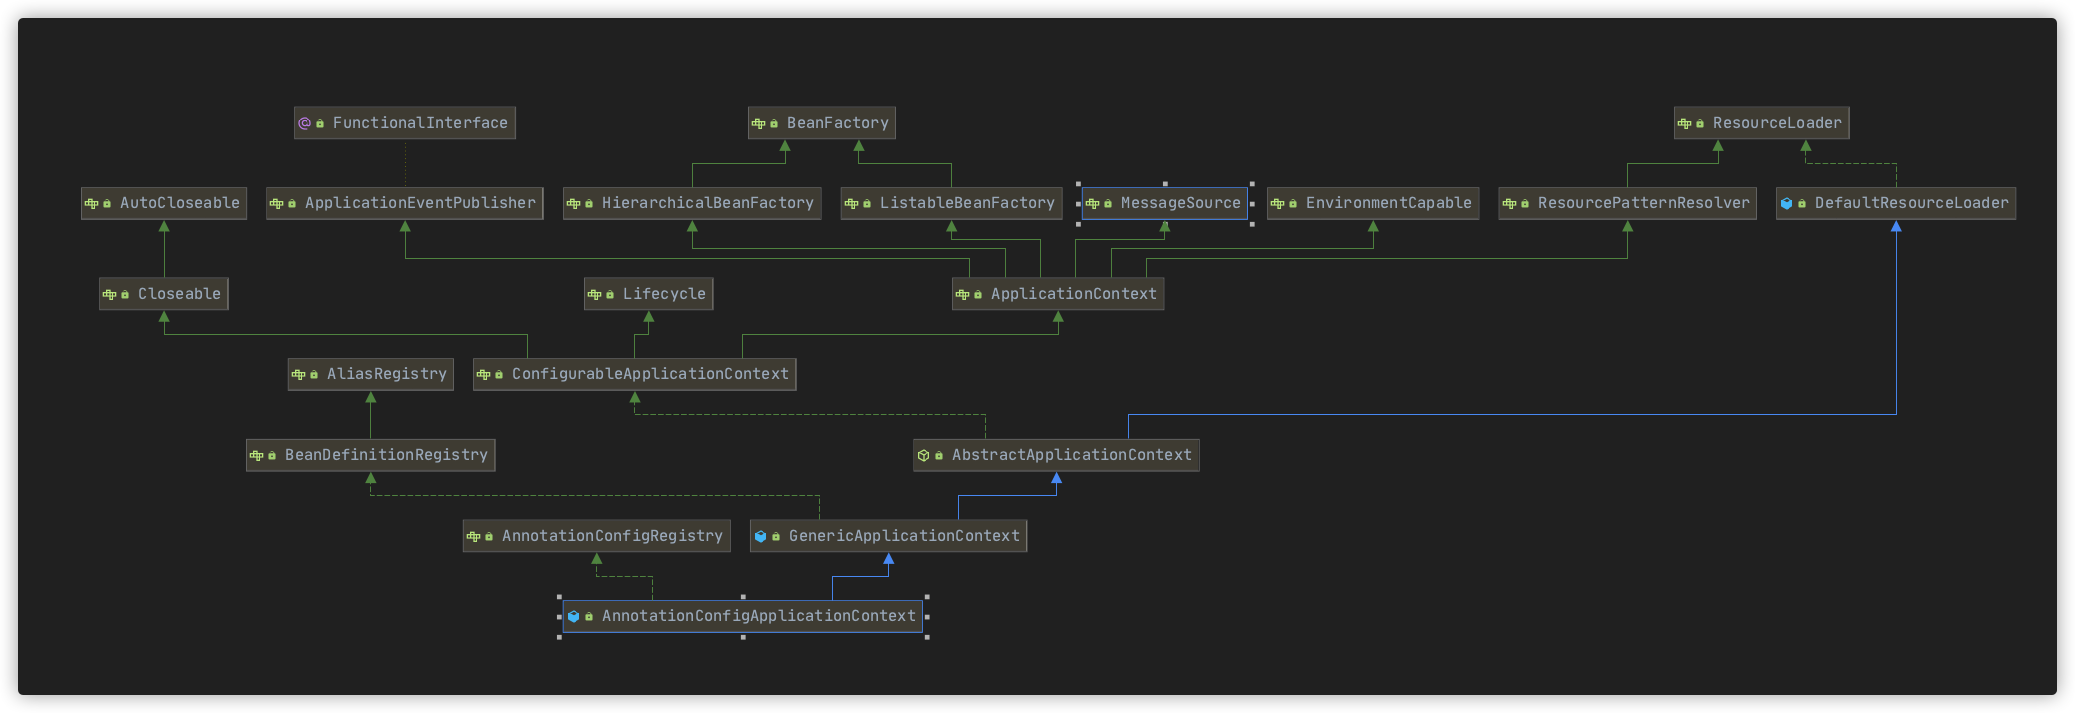 FunctionalInterface
BeanFactory
ResourceLoader
AutoCloseable
ApplicationEventPublisher
HierarchicalBeanFactory
ListableBeanFactory
MessageSource
EnvironmentCapable
ResourcePatternResolver
DefaultResourceLoader
Closeable
Lifecycle
ApplicationContext
AliasRegistry
ConfigurableApplicationContext
BeanDefinitionRegistry
AbstractApplicationContext
AnnotationConfigRegistry
GenericApplicationContext
AnnotationConfigApplicationContext